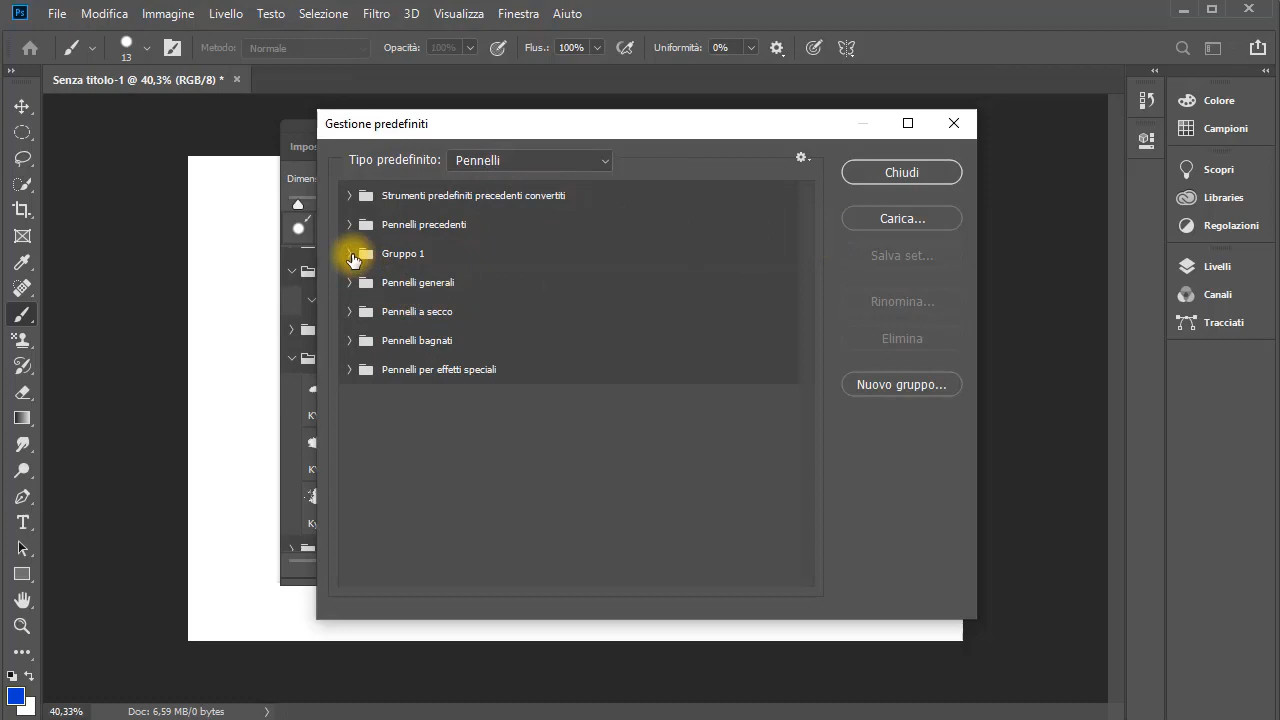 Ps File Modifica Immagine Livello Testo Selezione Filtro 3D Visualizza Finestra Aiuto
13 Metodo: Normale Opacità: 100% Flus.: 100% Uniformità: 0%
Senza titolo-1 @ 40,3% (RGB/8) * ×
Gestione predefiniti
Tipo predefinito: Pennelli
Strumenti predefiniti precedenti convertiti
Pennelli precedenti
Gruppo 1
Pennelli generali
Pennelli a secco
Pennelli bagnati
Pennelli per effetti speciali
Chiudi
Carica...
Salva set...
Rinomina...
Elimina
Nuovo gruppo...
Impos
Dimens
Colore
Campioni
Scopri
Libraries
Regolazioni
Livelli
Canali
Tracciati
40,33% Doc: 6,59 MB/0 bytes